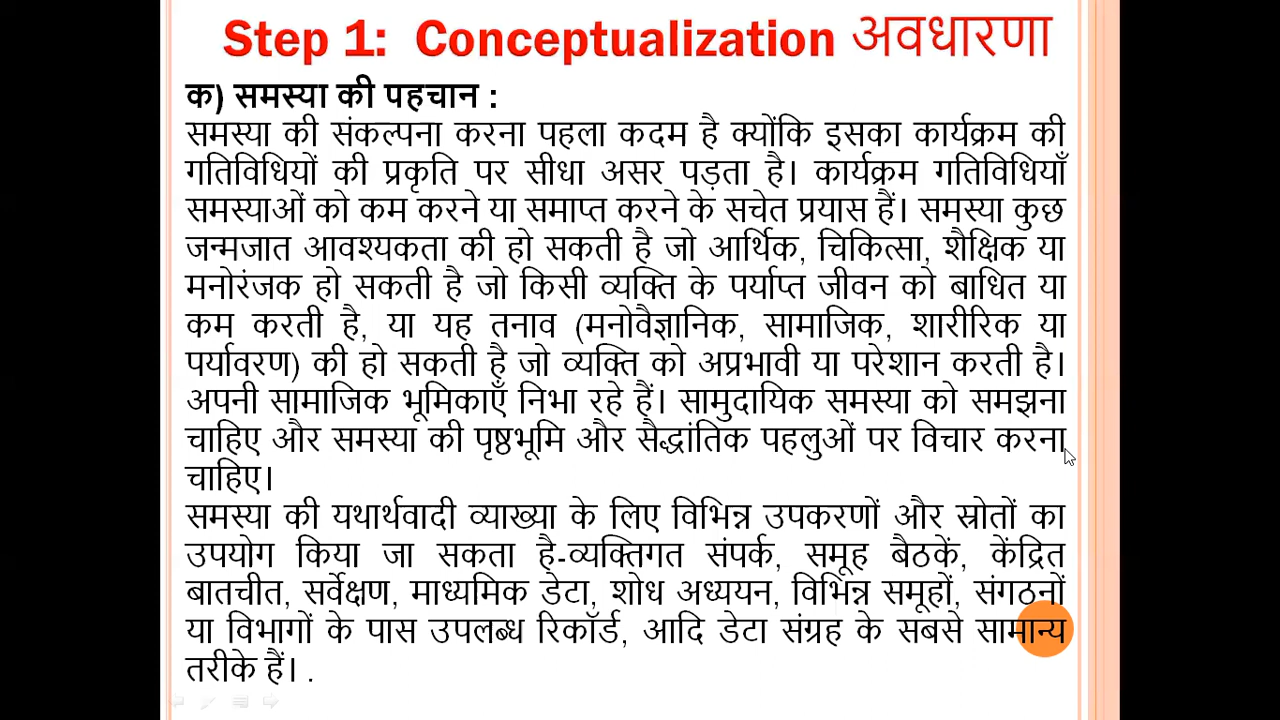 Step 1:  Conceptualization अवधारणा
क) समस्या की पहचान :
समस्या की संकल्पना करना पहला कदम है क्योंकि इसका कार्यक्रम की
गतिविधियों की प्रकृति पर सीधा असर पड़ता है। कार्यक्रम गतिविधियाँ
समस्याओं को कम करने या समाप्त करने के सचेत प्रयास हैं। समस्या कुछ
जन्मजात आवश्यकता की हो सकती है जो आर्थिक, चिकित्सा, शैक्षिक या
मनोरंजक हो सकती है जो किसी व्यक्ति के पर्याप्त जीवन को बाधित या
कम करती है, या यह तनाव (मनोवैज्ञानिक, सामाजिक, शारीरिक या
पर्यावरण) की हो सकती है जो व्यक्ति को अप्रभावी या परेशान करती है।
अपनी सामाजिक भूमिकाएँ निभा रहे हैं। सामुदायिक समस्या को समझना
चाहिए और समस्या की पृष्ठभूमि और सैद्धांतिक पहलुओं पर विचार करना
चाहिए।
समस्या की यथार्थवादी व्याख्या के लिए विभिन्न उपकरणों और स्रोतों का
उपयोग किया जा सकता है-व्यक्तिगत संपर्क, समूह बैठकें, केंद्रित
बातचीत, सर्वेक्षण, माध्यमिक डेटा, शोध अध्ययन, विभिन्न समूहों, संगठनों
या विभागों के पास उपलब्ध रिकॉर्ड, आदि डेटा संग्रह के सबसे सामान्य
तरीके हैं। .